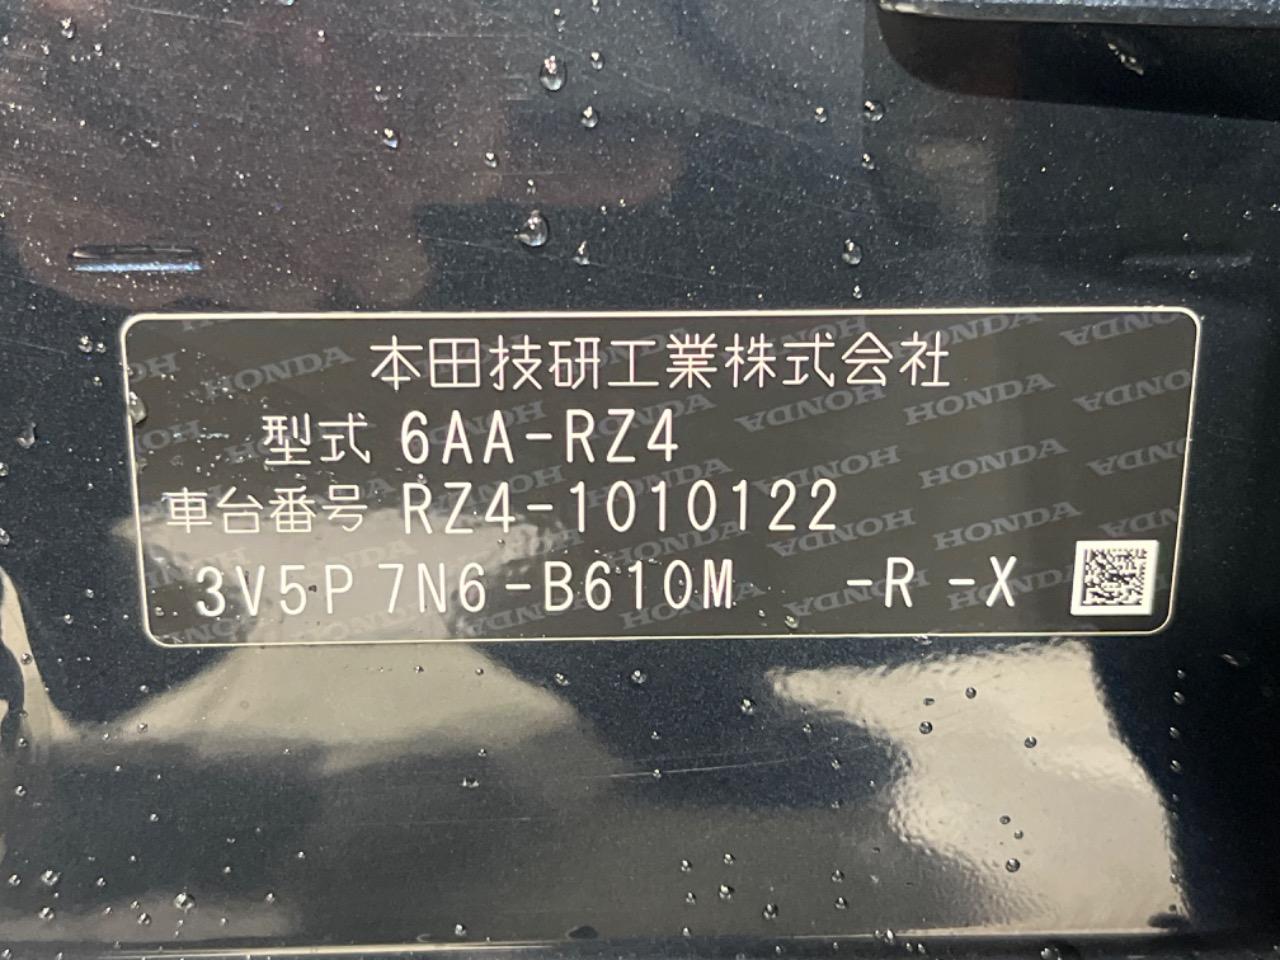 本田技研工業株式会社
型式 6AA-RZ4
車台番号 RZ4-1010122
3V5P 7N6-B610M -R -X